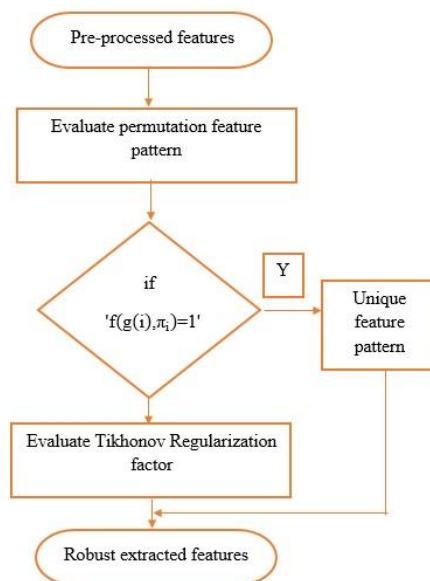 Pre-processed features
Evaluate permutation feature
pattern
if
'f(g(i),πᵢ)=1'
Y
Unique
feature
pattern
Evaluate Tikhonov Regularization
factor
Robust extracted features